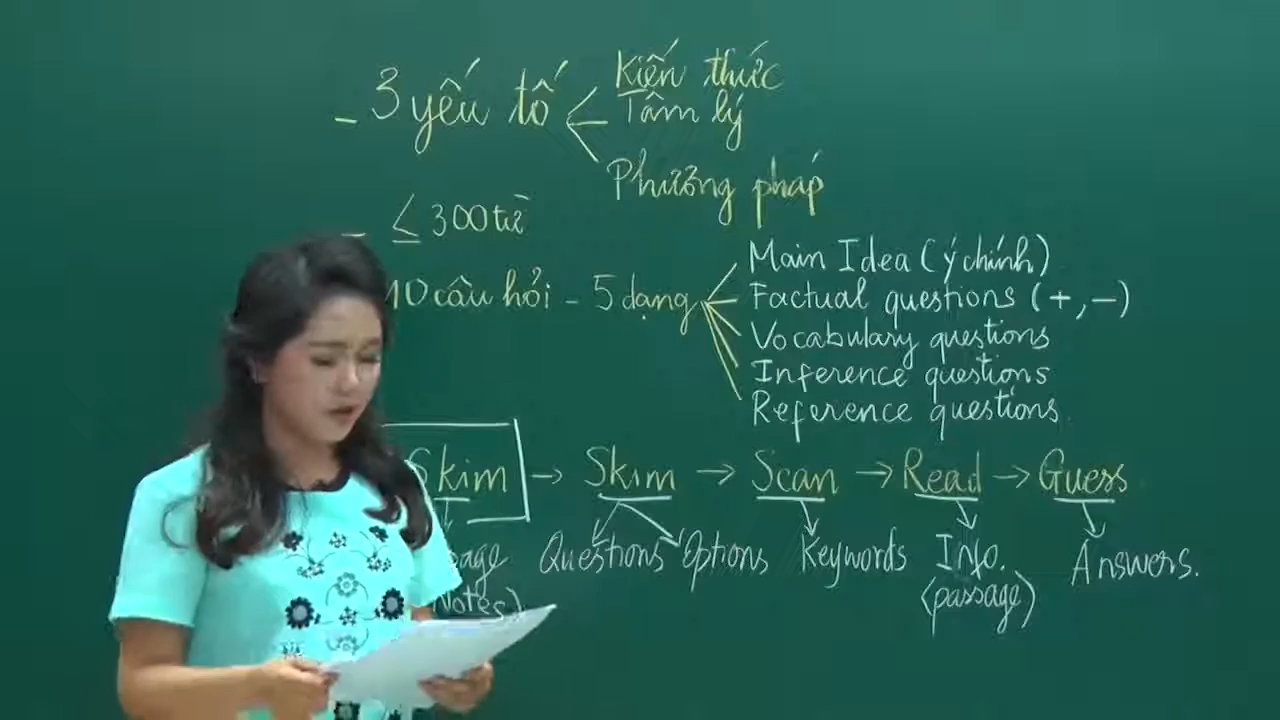 - 3 yếu tố
Kiến thức
Tâm lý
Phương pháp
- ≤ 300 từ
10 câu hỏi - 5 dạng
Main Idea (ý chính)
Factual questions (+, -)
Vocabulary questions
Inference questions
Reference questions
Skim → Skim → Scan → Read → Guess
Questions Options Keywords Info. Answers.
(passage)
Notes)